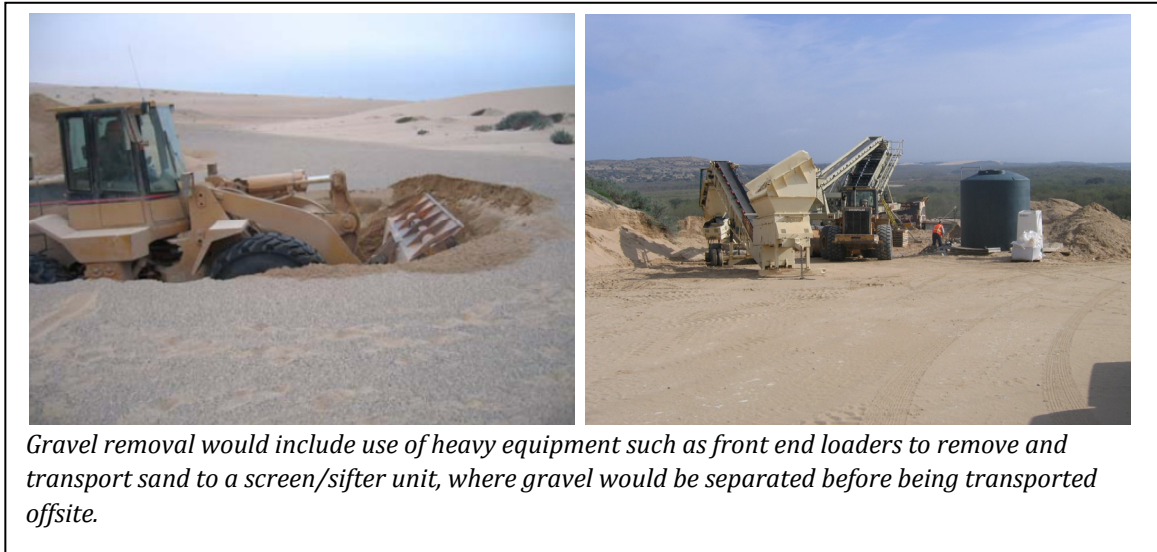 Gravel removal would include use of heavy equipment such as front end loaders to remove and
transport sand to a screen/sifter unit, where gravel would be separated before being transported
offsite.